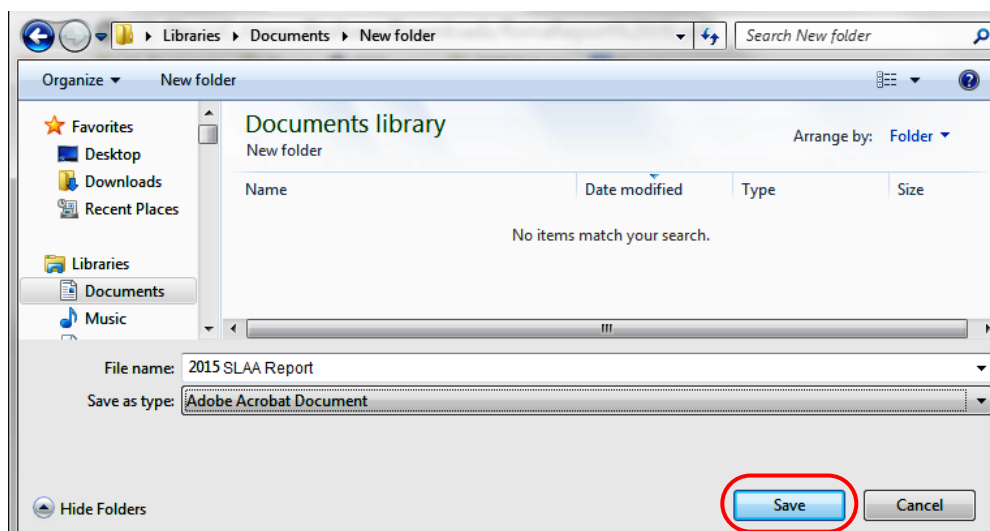 Libraries Documents New folder Search New folder
Organize New folder
Favorites
Desktop
Downloads
Recent Places
Libraries
Documents
Music
Documents library
New folder
Arrange by: Folder
Name Date modified Type Size
No items match your search.
File name: 2015 SLAA Report
Save as type: Adobe Acrobat Document
Hide Folders Save Cancel